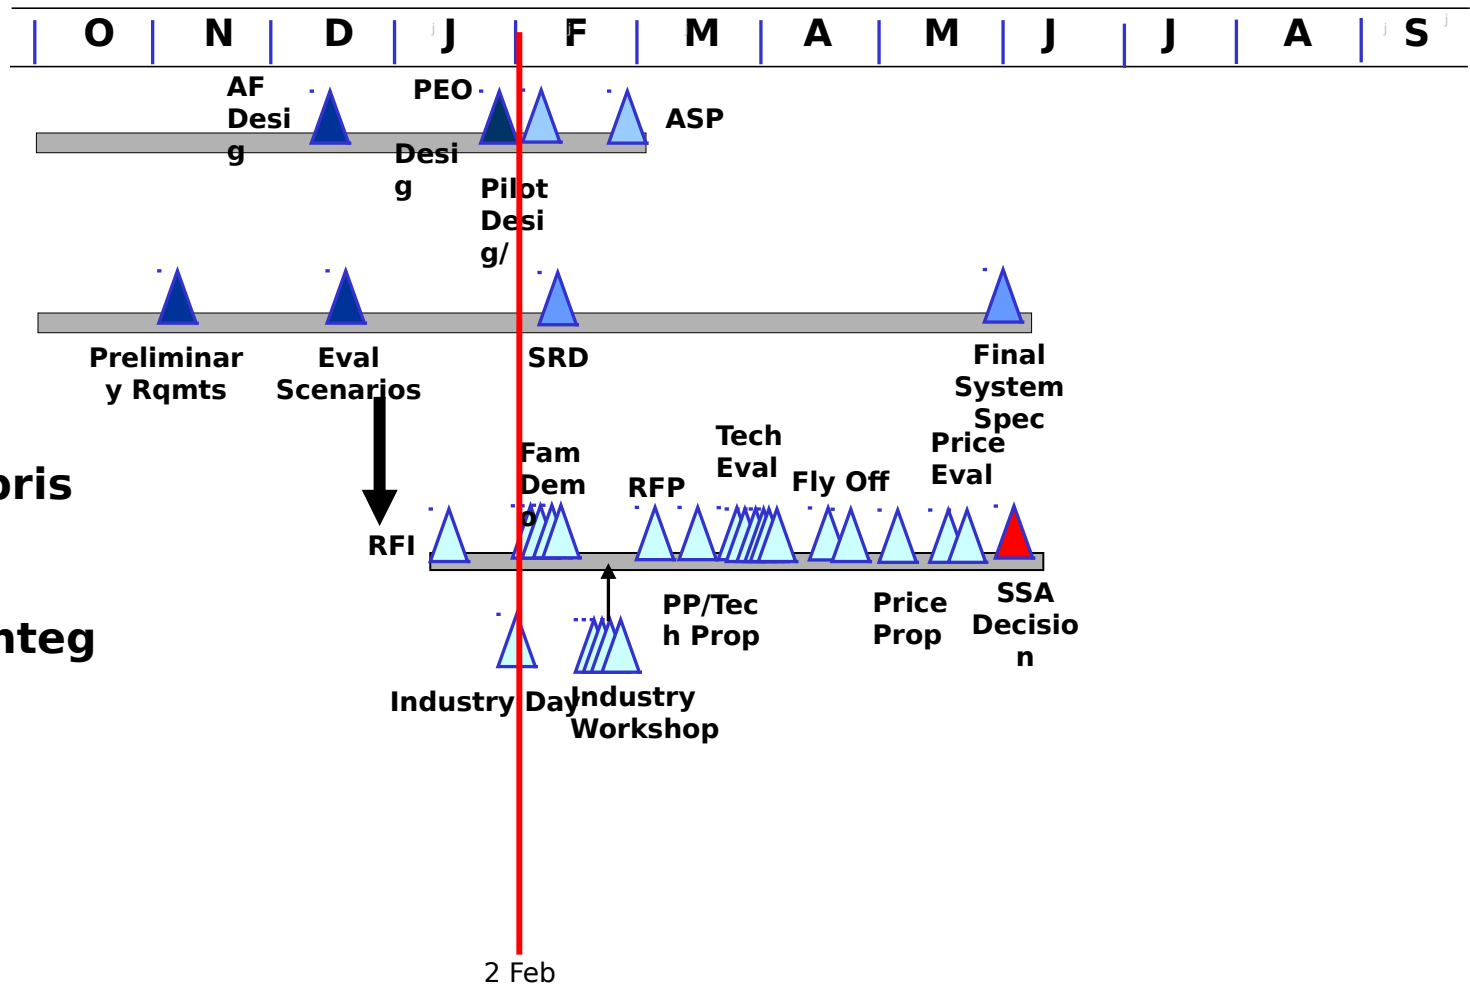 O N D J F M A M J J A S
AF
Desi
g
PEO
Desi
g
Pilot
Desi
g/
ASP
Preliminar
y Rqmts
Eval
Scenarios
SRD
Final
System
Spec
oris
RFI
Fam
Dem
o
RFP
Tech
Eval
Fly Off
Price
Eval
PP/Tec
h Prop
Price
Prop
SSA
Decisio
n
nteg
Industry Day
Industry
Workshop
2 Feb